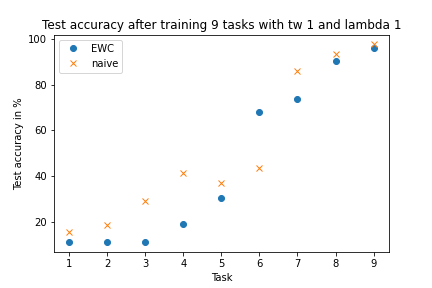 Test accuracy after training 9 tasks with tw 1 and lambda 1
EWC
naive
100
80
60
40
20
Test accuracy in %
1 2 3 4 5 6 7 8 9
Task